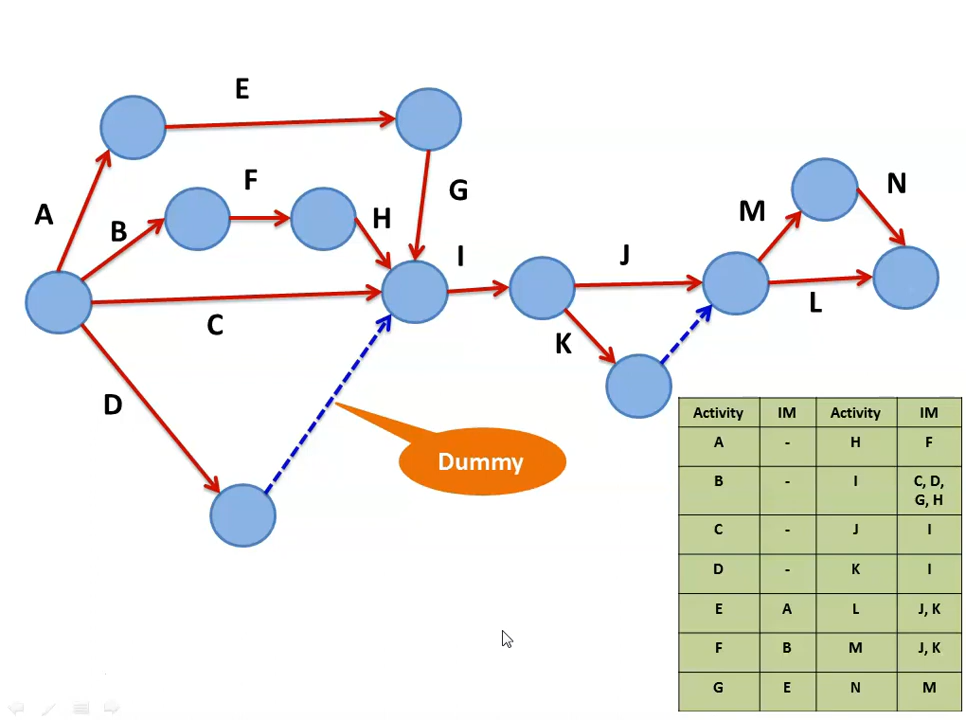 E
F
G
A
B
H
M
N
I
J
C
L
K
D
Dummy
Activity IM Activity IM
A - H F
B - I C, D,
G, H
C - J I
D - K I
E A L J, K
F B M J, K
G E N M